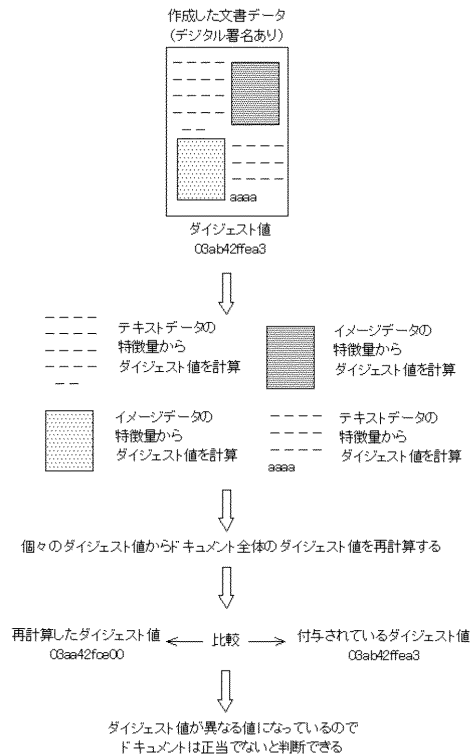 作成した文書データ
（デジタル署名あり）
aaaa
ダイジェスト値
03ab42ffea3
テキストデータの
特徴量から
ダイジェスト値を計算
イメージデータの
特徴量から
ダイジェスト値を計算
イメージデータの
特徴量から
ダイジェスト値を計算
テキストデータの
特徴量から
ダイジェスト値を計算
aaaa
個々のダイジェスト値からドキュメント全体のダイジェスト値を再計算する
再計算したダイジェスト値
03aa42fce00
比較
付与されているダイジェスト値
03ab42ffea3
ダイジェスト値が異なる値になっているので
ドキュメントは正当でないと判断できる